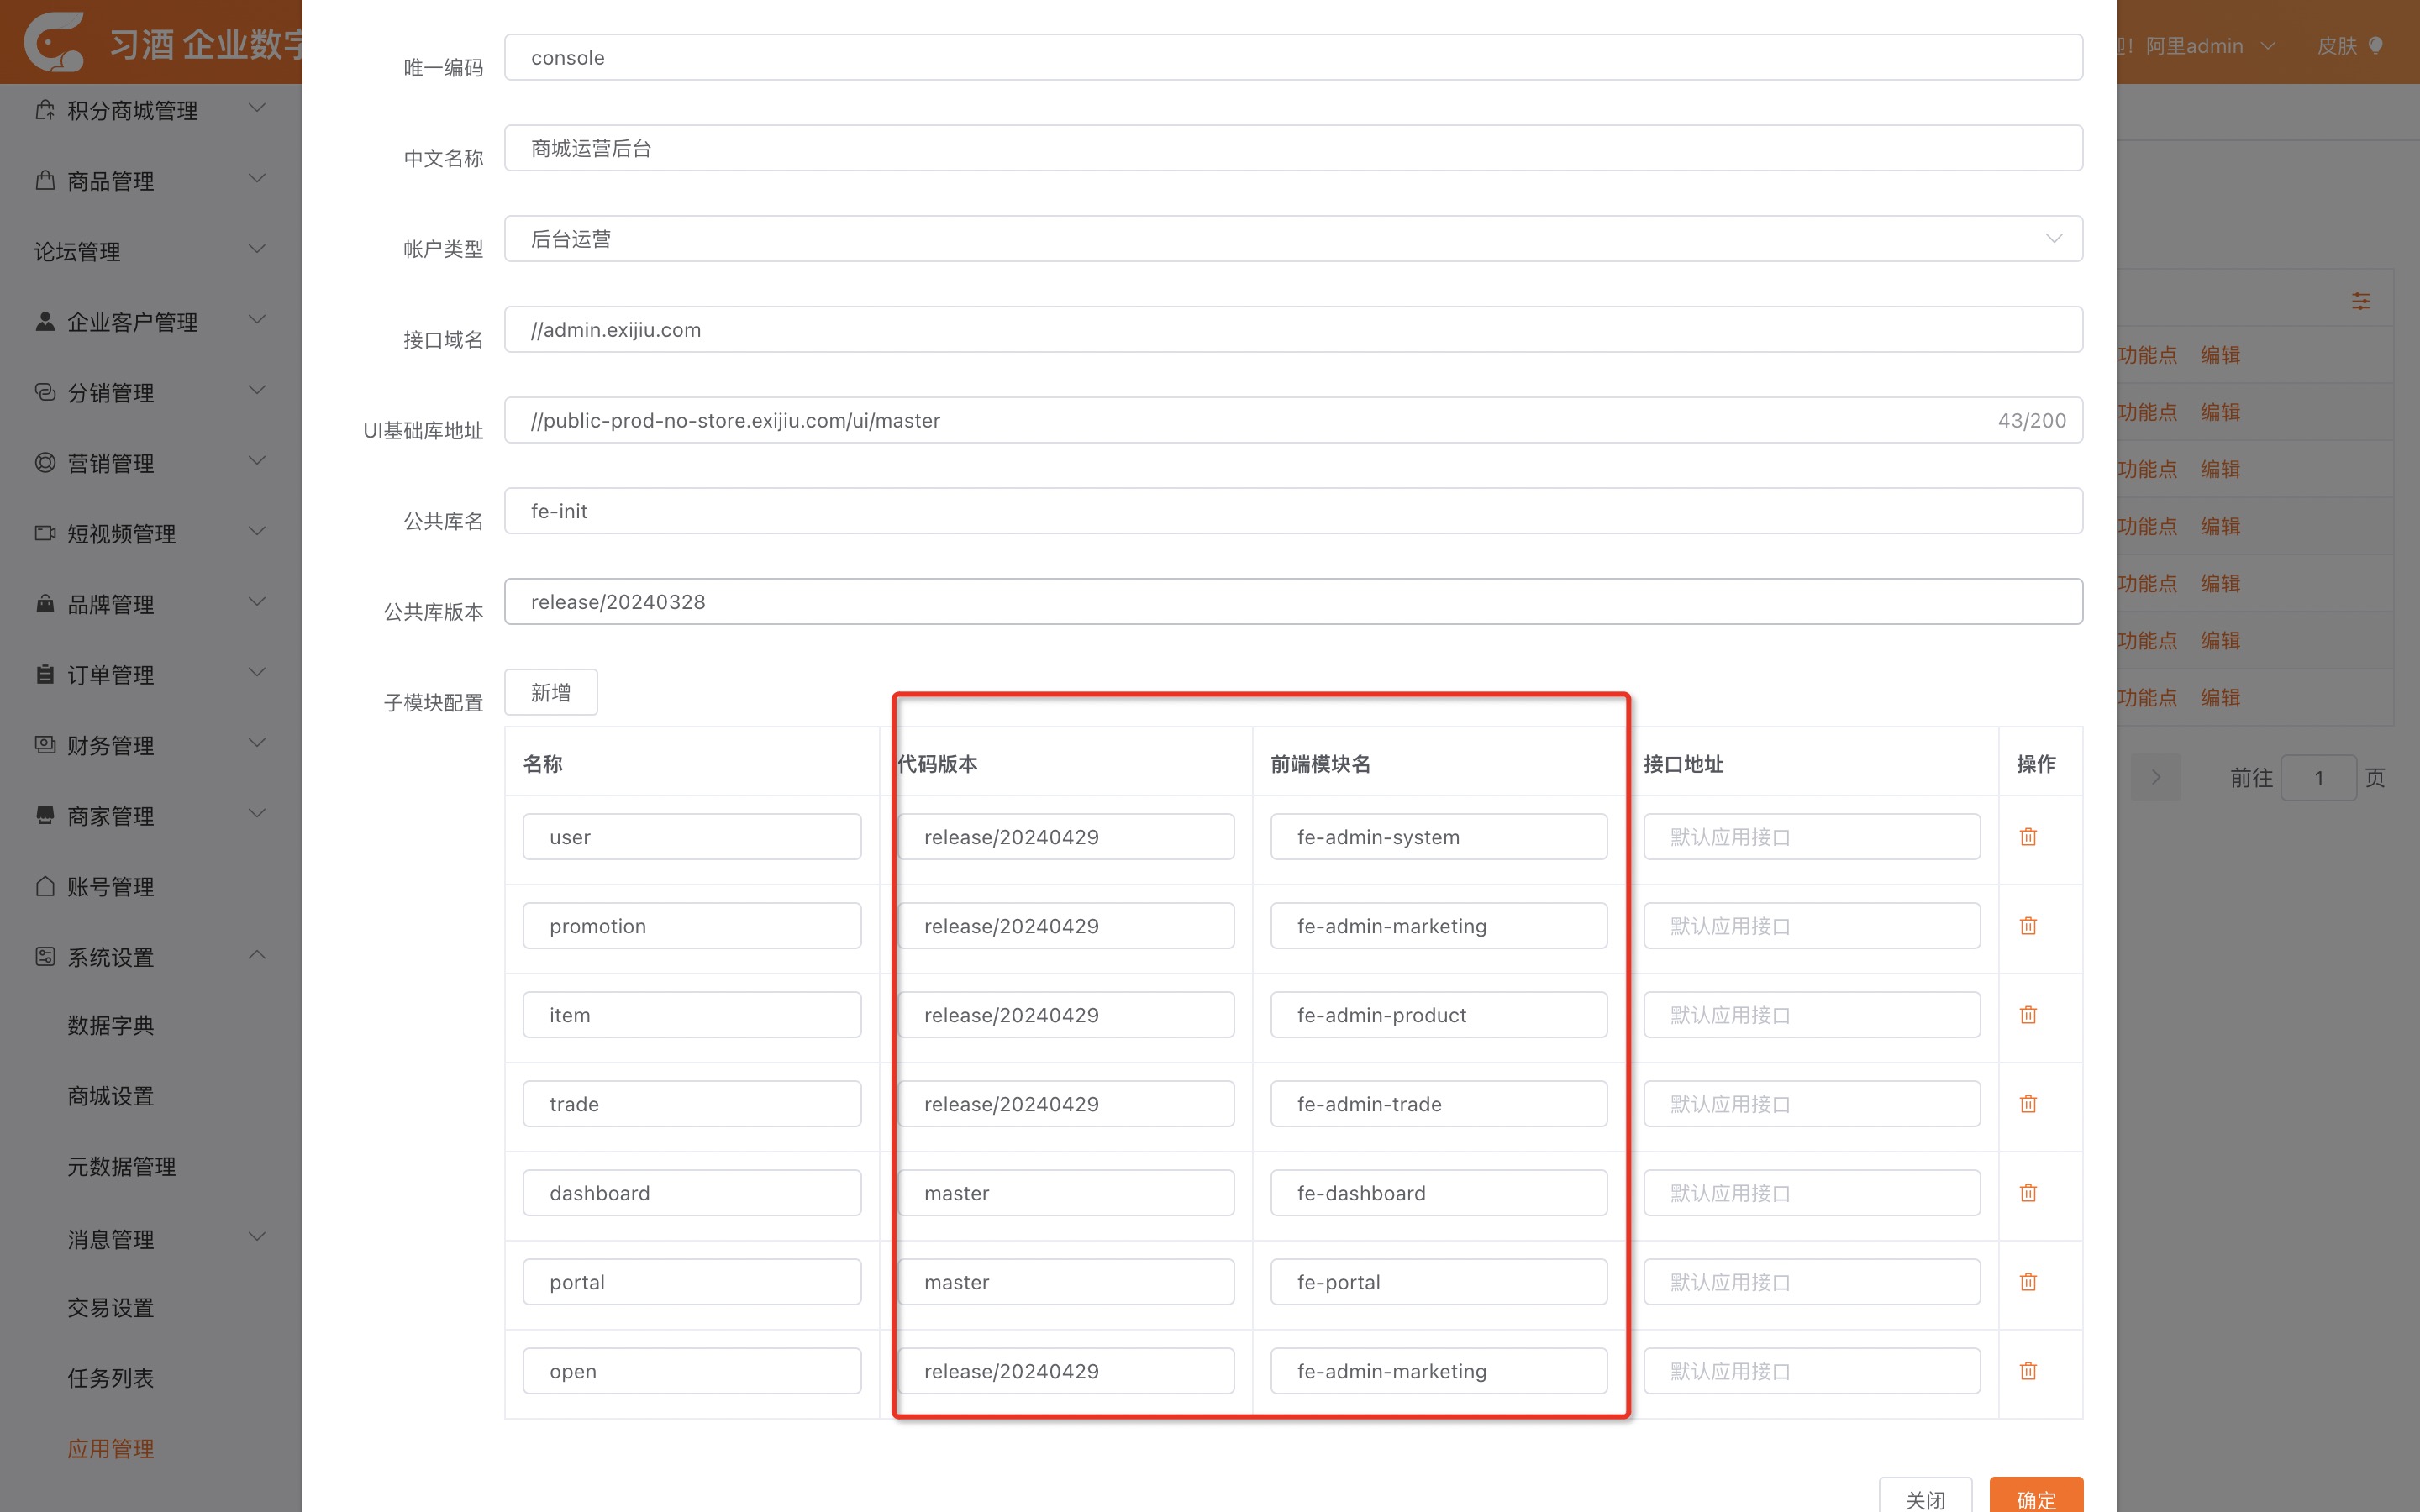 习酒 企业数字
阿里admin
皮肤
积分商城管理
商品管理
论坛管理
企业客户管理
分销管理
营销管理
短视频管理
品牌管理
订单管理
财务管理
商家管理
账号管理
系统设置
数据字典
商城设置
元数据管理
消息管理
交易设置
任务列表
应用管理
唯一编码 console
中文名称 商城运营后台
帐户类型 后台运营
接口域名 //admin.exijiu.com
UI基础库地址 //public-prod-no-store.exijiu.com/ui/master 43/200
公共库名 fe-init
公共库版本 release/20240328
子模块配置 新增
名称 代码版本 前端模块名 接口地址 操作
user release/20240429 fe-admin-system 默认应用接口
promotion release/20240429 fe-admin-marketing 默认应用接口
item release/20240429 fe-admin-product 默认应用接口
trade release/20240429 fe-admin-trade 默认应用接口
dashboard master fe-dashboard 默认应用接口
portal master fe-portal 默认应用接口
open release/20240429 fe-admin-marketing 默认应用接口
关闭 确定
功能点 编辑
功能点 编辑
功能点 编辑
功能点 编辑
功能点 编辑
功能点 编辑
功能点 编辑
前往 1 页